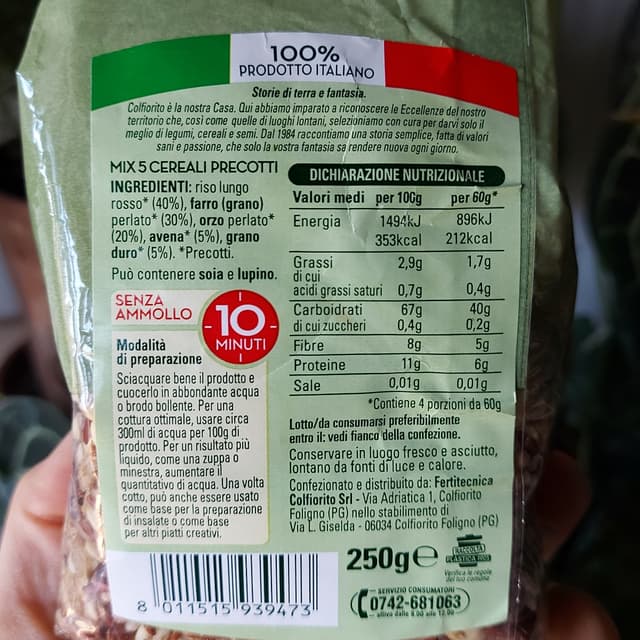 100%
PRODOTTO ITALIANO
Storie di terra e fantasia.
Colfiorito è la nostra Casa. Qui abbiamo imparato a riconoscere le Eccellenze del nostro
territorio che, così come quelle di luoghi lontani, selezioniamo con cura per darvi solo il
meglio di legumi, cereali e semi. Dal 1984 raccontiamo una storia semplice, fatta di valori
sani e passione, che solo la vostra fantasia sa rendere nuova ogni giorno.
MIX 5 CEREALI PRECOTTI
INGREDIENTI: riso lungo
rosso* (40%), farro (grano)
perlato* (30%), orzo perlato*
(20%), avena* (5%), grano
duro* (5%). *Precotti.
Può contenere soia e lupino.
SENZA
AMMOLLO
10
MINUTI
Modalità
di preparazione
Sciacquare bene il prodotto e
cuocerlo in abbondante acqua
o brodo bollente. Per una
cottura ottimale, usare circa
300ml di acqua per 100g di
prodotto. Per un risultato più
liquido, come una zuppa o
minestra, aumentare il
quantitativo di acqua. Una volta
cotto, può anche essere usato
come base per la preparazione
di insalate o come base
per altri piatti creativi.
DICHIARAZIONE NUTRIZIONALE
Valori medi per 100g per 60g*
Energia 1494kJ 896kJ
353kcal 212kcal
Grassi 2,9g 1,7g
di cui
acidi grassi saturi 0,7g 0,4g
Carboidrati 67g 40g
di cui zuccheri 0,4g 0,2g
Fibre 8g 5g
Proteine 11g 6g
Sale 0,01g 0,01g
*Contiene 4 porzioni da 60g
Lotto/da consumarsi preferibilmente
entro il: vedi fianco della confezione.
Conservare in luogo fresco e asciutto,
lontano da fonti di luce e calore.
Confezionato e distribuito da: Fertitecnica
Colfiorito Srl - Via Adriatica 1, Colfiorito
Foligno (PG) nello stabilimento di
Via L. Giselda - 06034 Colfiorito Foligno (PG)
250g e
RACCOLTA
PLASTICA
Verifica le regole
del tuo comune
SERVIZIO CONSUMATORI
0742-681063
attivo dalle
8 011515 939473